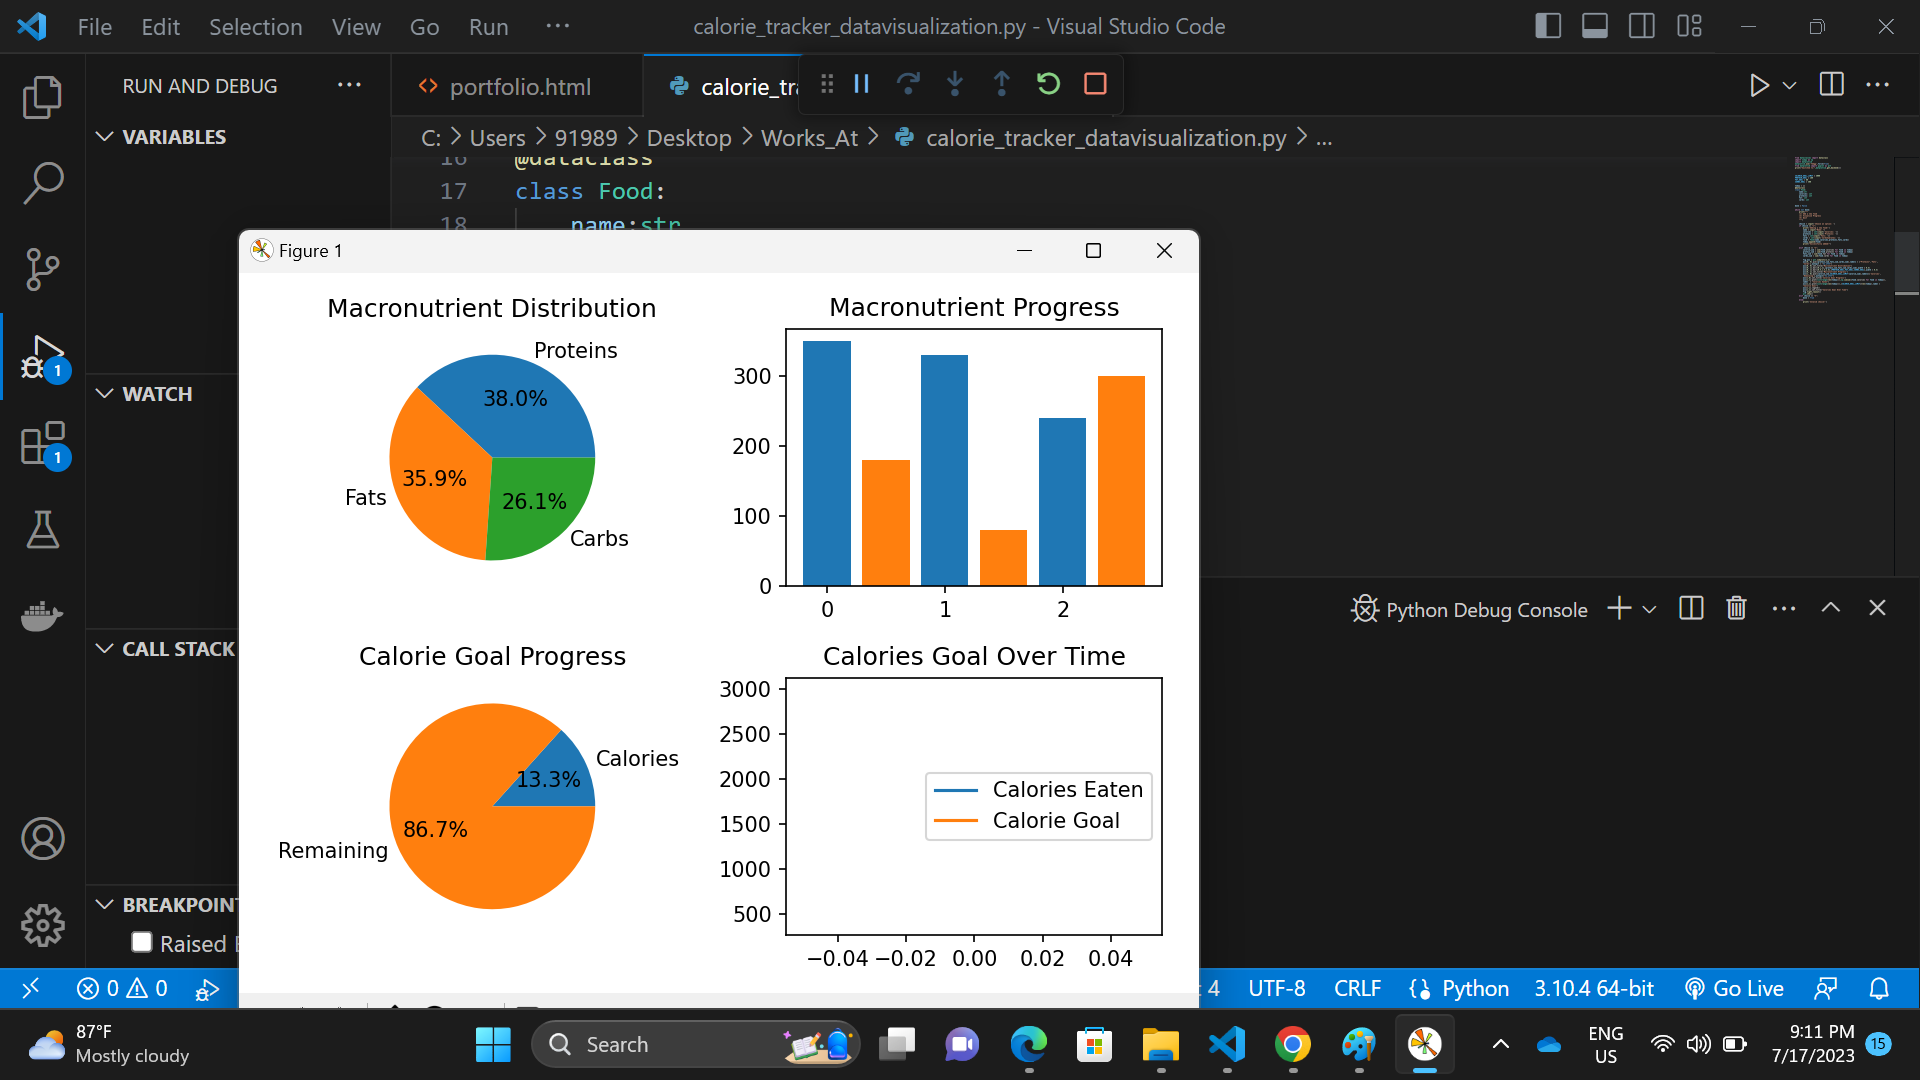 File Edit Selection View Go Run ···
calorie_tracker_datavisualization.py - Visual Studio Code
RUN AND DEBUG ···
portfolio.html
calorie_tra
VARIABLES
C: > Users > 91989 > Desktop > Works_At > calorie_tracker_datavisualization.py > ...
16 @dataclass
17 class Food:
18 name:str
Figure 1
Macronutrient Distribution
Proteins
38.0%
35.9%
Fats
26.1%
Carbs
Macronutrient Progress
300
200
100
0
0 1 2
Calorie Goal Progress
Calories
13.3%
86.7%
Remaining
Calories Goal Over Time
3000
2500
2000
1500
1000
500
Calories Eaten
Calorie Goal
−0.04 −0.02 0.00 0.02 0.04
1
WATCH
1
CALL STACK
BREAKPOINT
Raised
Python Debug Console
0 0
4 UTF-8 CRLF Python 3.10.4 64-bit Go Live
87°F
Mostly cloudy
Search
ENG
US
9:11 PM
7/17/2023
15